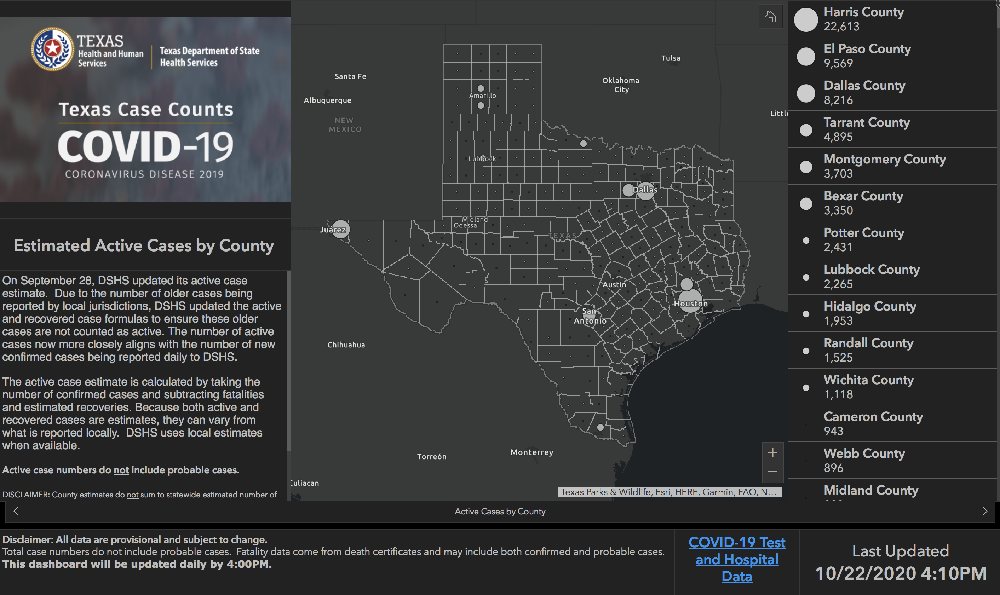 TEXAS
Health and Human
Services
Texas Department of State
Health Services
Texas Case Counts
COVID-19
CORONAVIRUS DISEASE 2019
Estimated Active Cases by County
On September 28, DSHS updated its active case
estimate.  Due to the number of older cases being
reported by local jurisdictions, DSHS updated the active
and recovered case formulas to ensure these older
cases are not counted as active. The number of active
cases now more closely aligns with the number of new
confirmed cases being reported daily to DSHS.
The active case estimate is calculated by taking the
number of confirmed cases and subtracting fatalities
and estimated recoveries. Because both active and
recovered cases are estimates, they can vary from
what is reported locally.  DSHS uses local estimates
when available.
Active case numbers do not include probable cases.
DISCLAIMER: County estimates do not sum to statewide estimated number of
Tulsa
Santa Fe
Oklahoma
City
Amarillo
Albuquerque
Little
NEW
MEXICO
Lubbock
Dallas
Midland
Odessa
Juárez
TEXAS
Austin
Houston
San
Antonio
Chihuahua
Monterrey
Torreón
Culiacan
Texas Parks & Wildlife, Esri, HERE, Garmin, FAO, N...
Harris County
22,613
El Paso County
9,569
Dallas County
8,216
Tarrant County
4,895
Montgomery County
3,703
Bexar County
3,350
Potter County
2,431
Lubbock County
2,265
Hidalgo County
1,953
Randall County
1,525
Wichita County
1,118
Cameron County
943
Webb County
896
Midland County
Active Cases by County
Disclaimer: All data are provisional and subject to change.
Total case numbers do not include probable cases.  Fatality data come from death certificates and may include both confirmed and probable cases.
This dashboard will be updated daily by 4:00PM.
COVID-19 Test
and Hospital
Data
Last Updated
10/22/2020 4:10PM